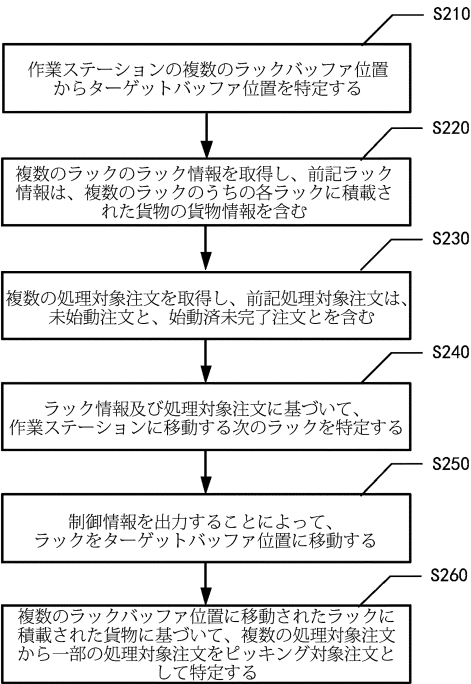 S210
作業ステーションの複数のラックバッファ位置
からターゲットバッファ位置を特定する
S220
複数のラックのラック情報を取得し、前記ラック
情報は、複数のラックのうちの各ラックに積載さ
れた貨物の貨物情報を含む
S230
複数の処理対象注文を取得し、前記処理対象注文は、
未始動注文と、始動済未完了注文とを含む
S240
ラック情報及び処理対象注文に基づいて、
作業ステーションに移動する次のラックを特定する
S250
制御情報を出力することによって、
ラックをターゲットバッファ位置に移動する
S260
複数のラックバッファ位置に移動されたラックに
積載された貨物に基づいて、複数の処理対象注文
から一部の処理対象注文をピッキング対象注文と
して特定する